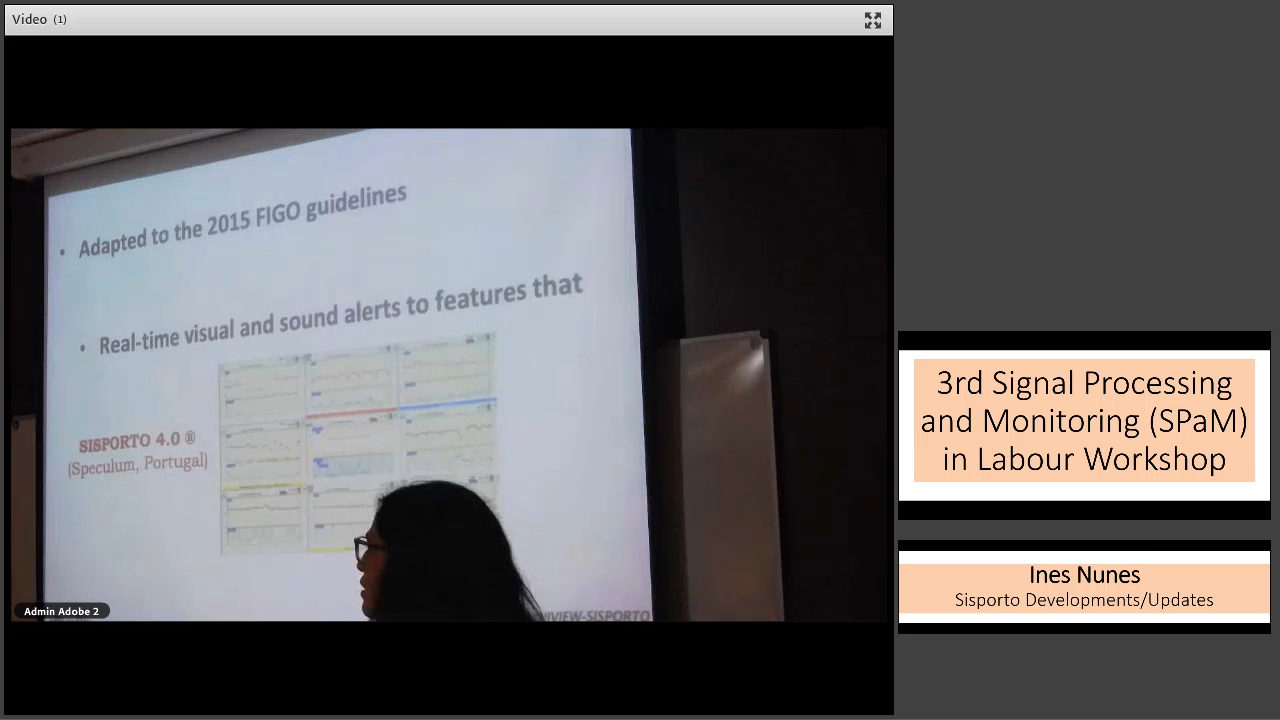 Video (1)
• Adapted to the 2015 FIGO guidelines
• Real-time visual and sound alerts to features that
SISPORTO 4.0 ®
(Speculum, Portugal)
Admin Adobe 2
3rd Signal Processing
and Monitoring (SPaM)
in Labour Workshop
Ines Nunes
Sisporto Developments/Updates